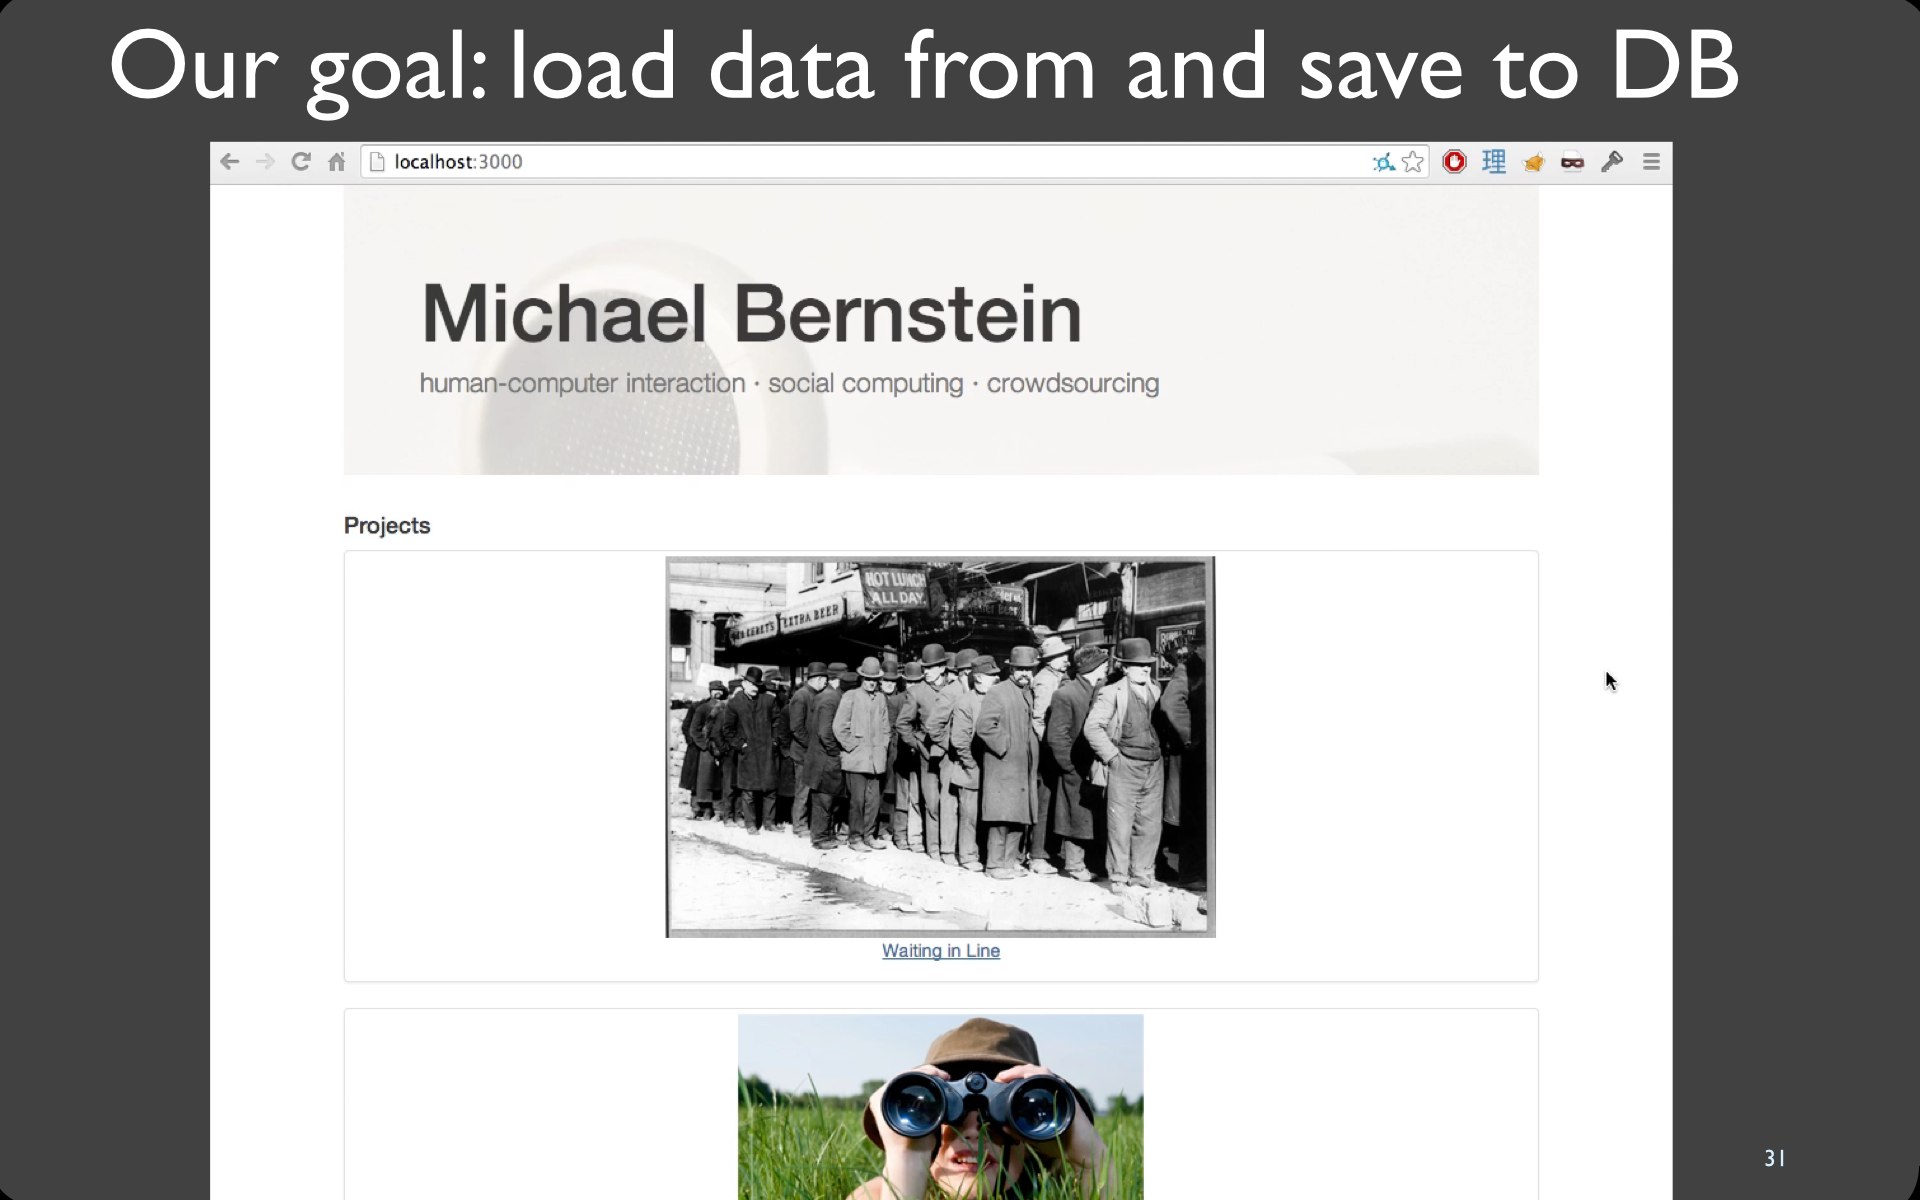 Our goal: load data from and save to DB
localhost:3000
理
Michael Bernstein
human-computer interaction · social computing · crowdsourcing
Projects
HOT LUNCH
ALL DAY
EXTRA BEER
Waiting in Line
31